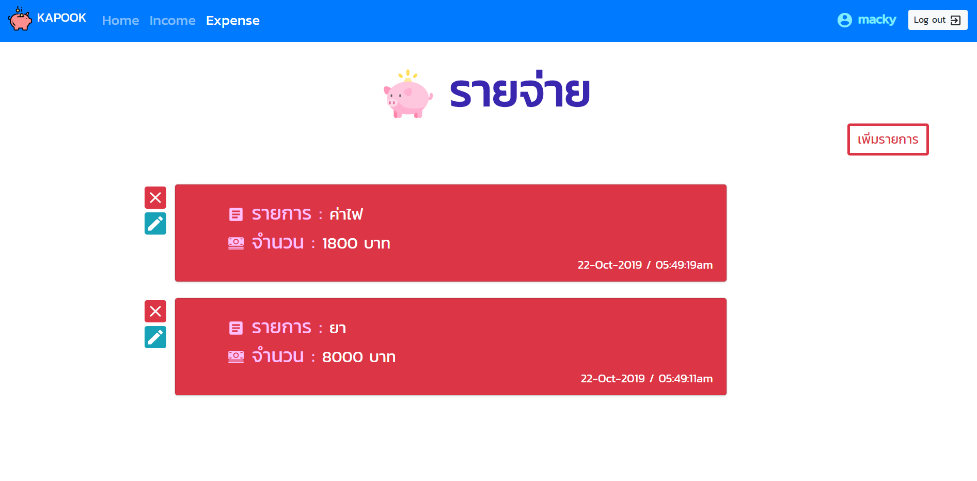 KAPOOK Home Income Expense macky Log out
รายจ่าย
เพิ่มรายการ
รายการ : ค่าไฟ
จำนวน : 1800 บาท
22-Oct-2019 / 05:49:19am
รายการ : ยา
จำนวน : 8000 บาท
22-Oct-2019 / 05:49:11am